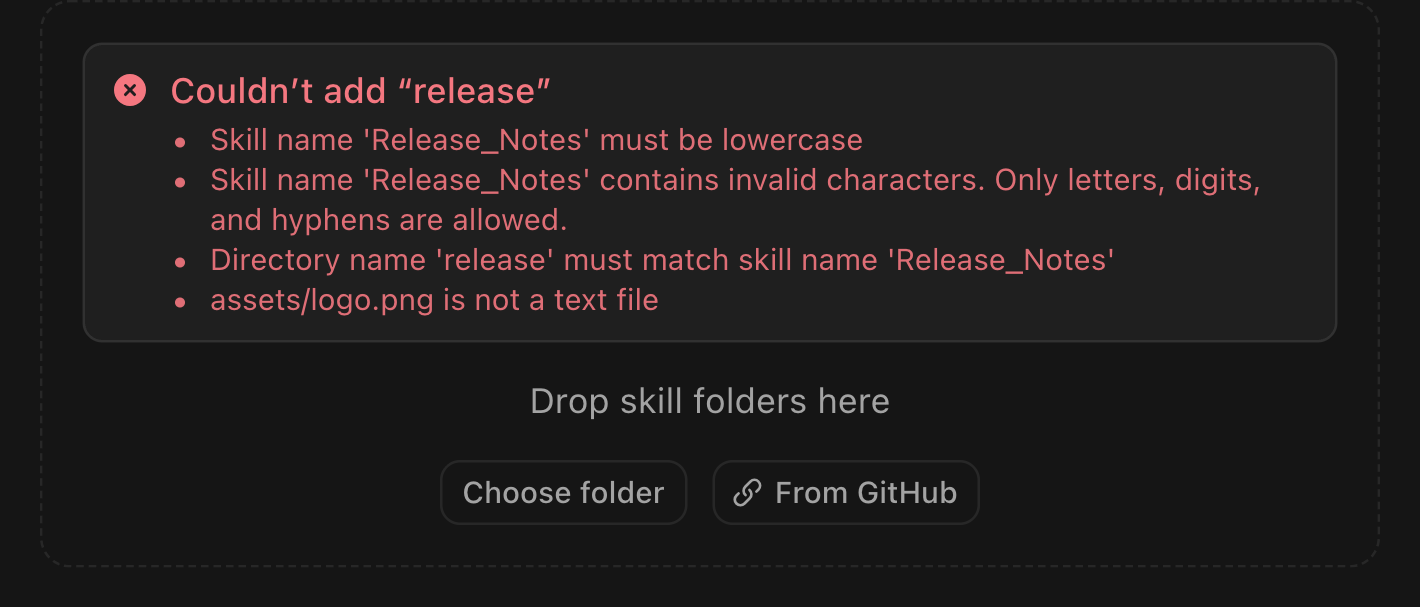 Couldn’t add “release”
• Skill name 'Release_Notes' must be lowercase
• Skill name 'Release_Notes' contains invalid characters. Only letters, digits,
and hyphens are allowed.
• Directory name 'release' must match skill name 'Release_Notes'
• assets/logo.png is not a text file
Drop skill folders here
Choose folder
From GitHub